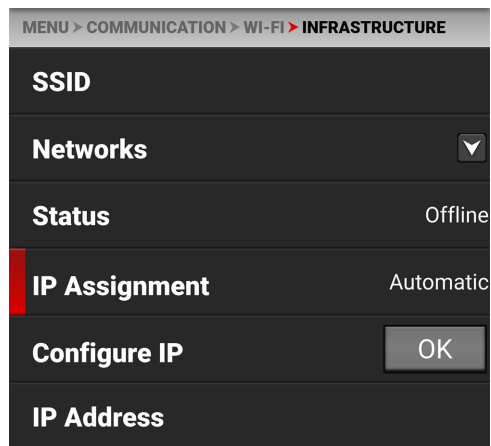 MENU > COMMUNICATION > WI-FI > INFRASTRUCTURE
SSID
Networks
Status Offline
IP Assignment Automatic
Configure IP OK
IP Address